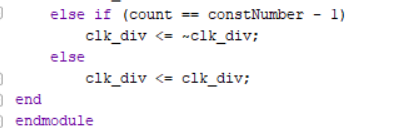 else if (count == constNumber - 1)
clk_div <= ~clk_div;
else
clk_div <= clk_div;
end
endmodule